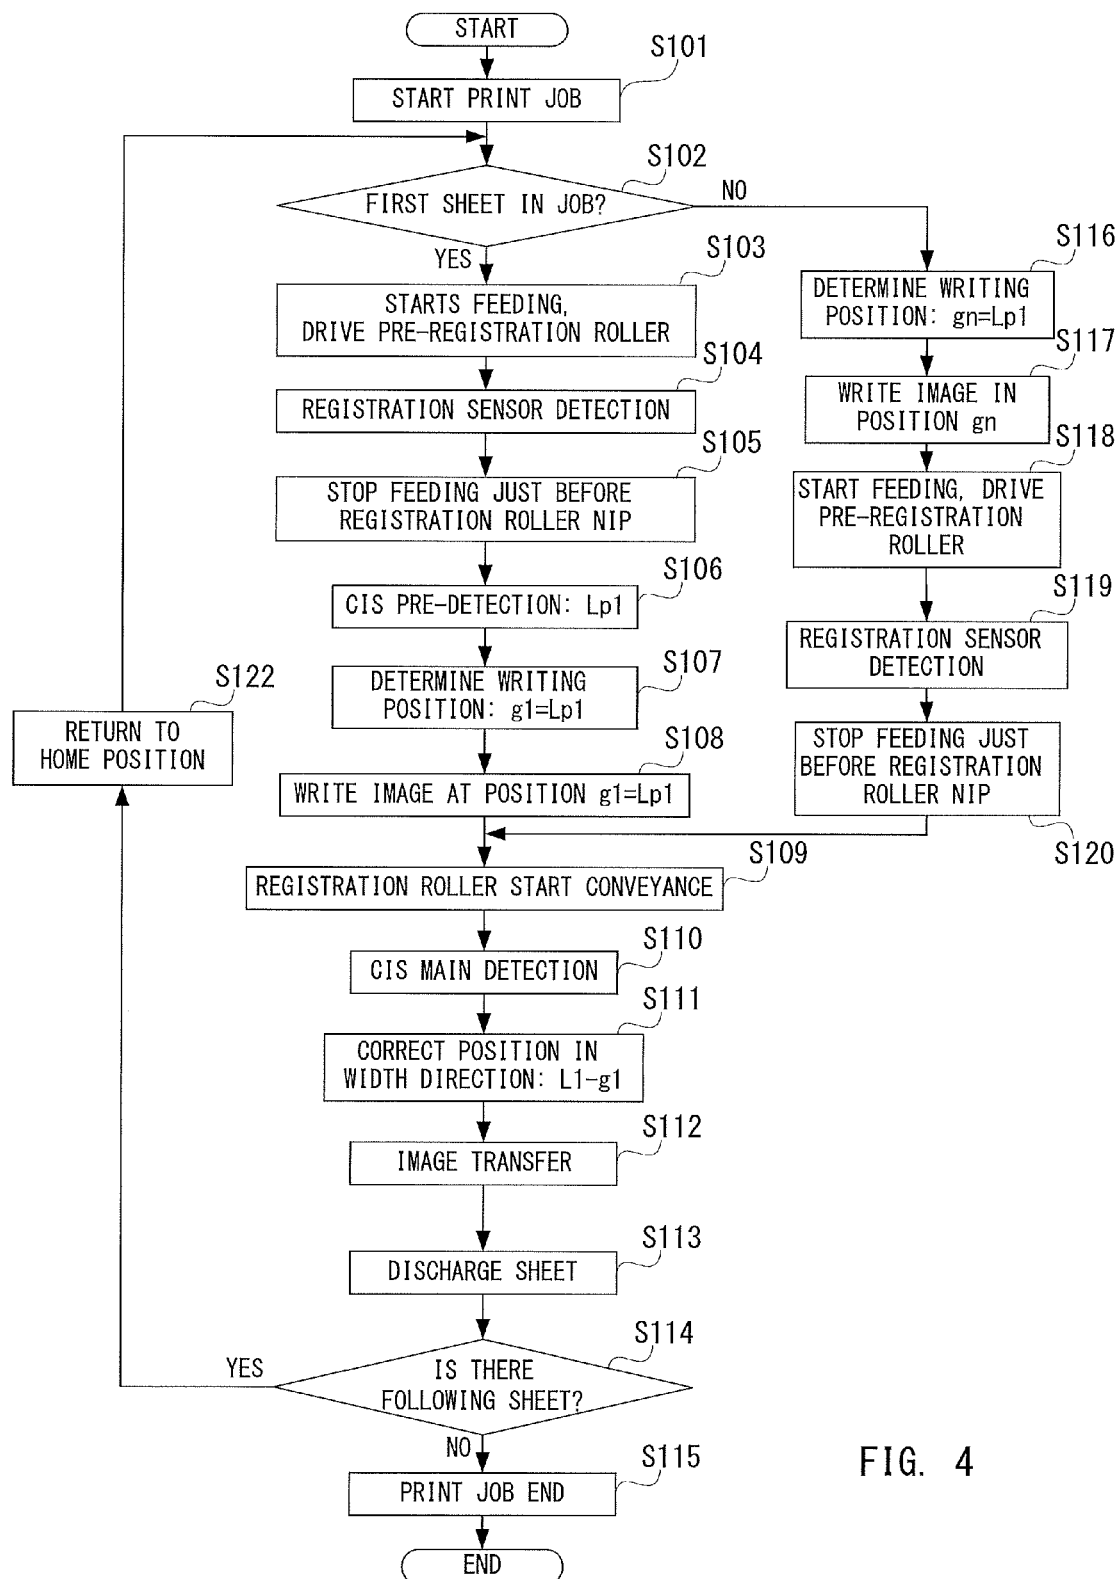 START
S101
START PRINT JOB
S102
FIRST SHEET IN JOB?
NO
YES
S103
STARTS FEEDING,
DRIVE PRE-REGISTRATION ROLLER
S104
REGISTRATION SENSOR DETECTION
S105
STOP FEEDING JUST BEFORE
REGISTRATION ROLLER NIP
S106
CIS PRE-DETECTION: Lp1
S107
DETERMINE WRITING
POSITION: g1=Lp1
S108
WRITE IMAGE AT POSITION g1=Lp1
S116
DETERMINE WRITING
POSITION: gn=Lp1
S117
WRITE IMAGE IN
POSITION gn
S118
START FEEDING, DRIVE
PRE-REGISTRATION
ROLLER
S119
REGISTRATION SENSOR
DETECTION
STOP FEEDING JUST
BEFORE REGISTRATION
ROLLER NIP
S120
S122
RETURN TO
HOME POSITION
S109
REGISTRATION ROLLER START CONVEYANCE
S110
CIS MAIN DETECTION
S111
CORRECT POSITION IN
WIDTH DIRECTION: L1-g1
S112
IMAGE TRANSFER
S113
DISCHARGE SHEET
S114
YES
IS THERE
FOLLOWING SHEET?
NO
S115
PRINT JOB END
END
FIG. 4